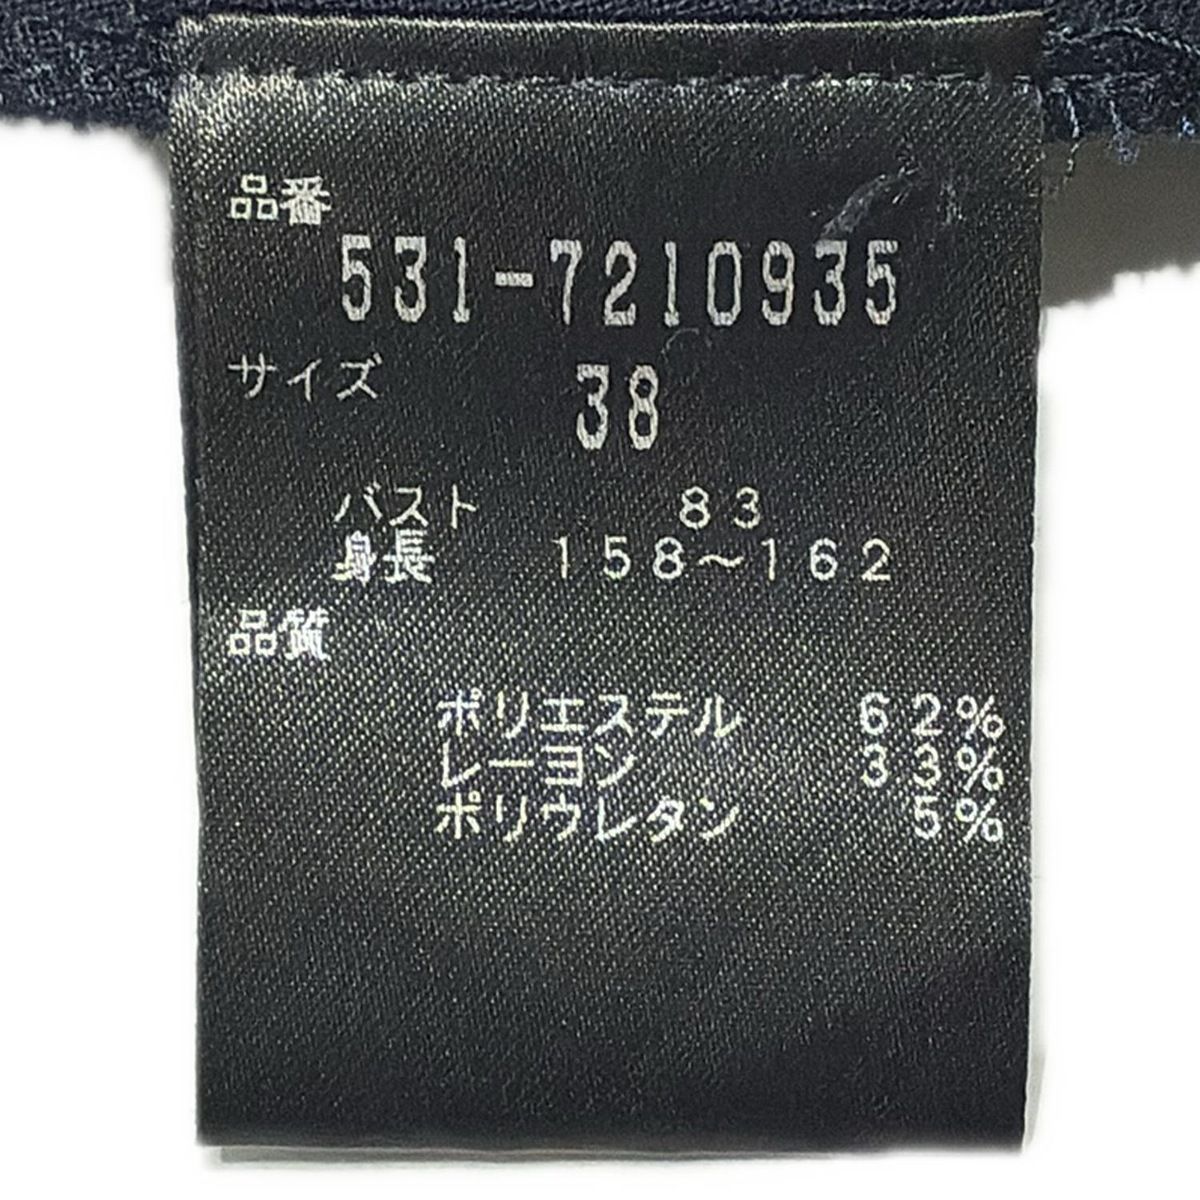 品番
531-7210935
サイズ 38
バスト 83
身長 158～162
品質
ポリエステル 62%
レーヨン 33%
ポリウレタン 5%